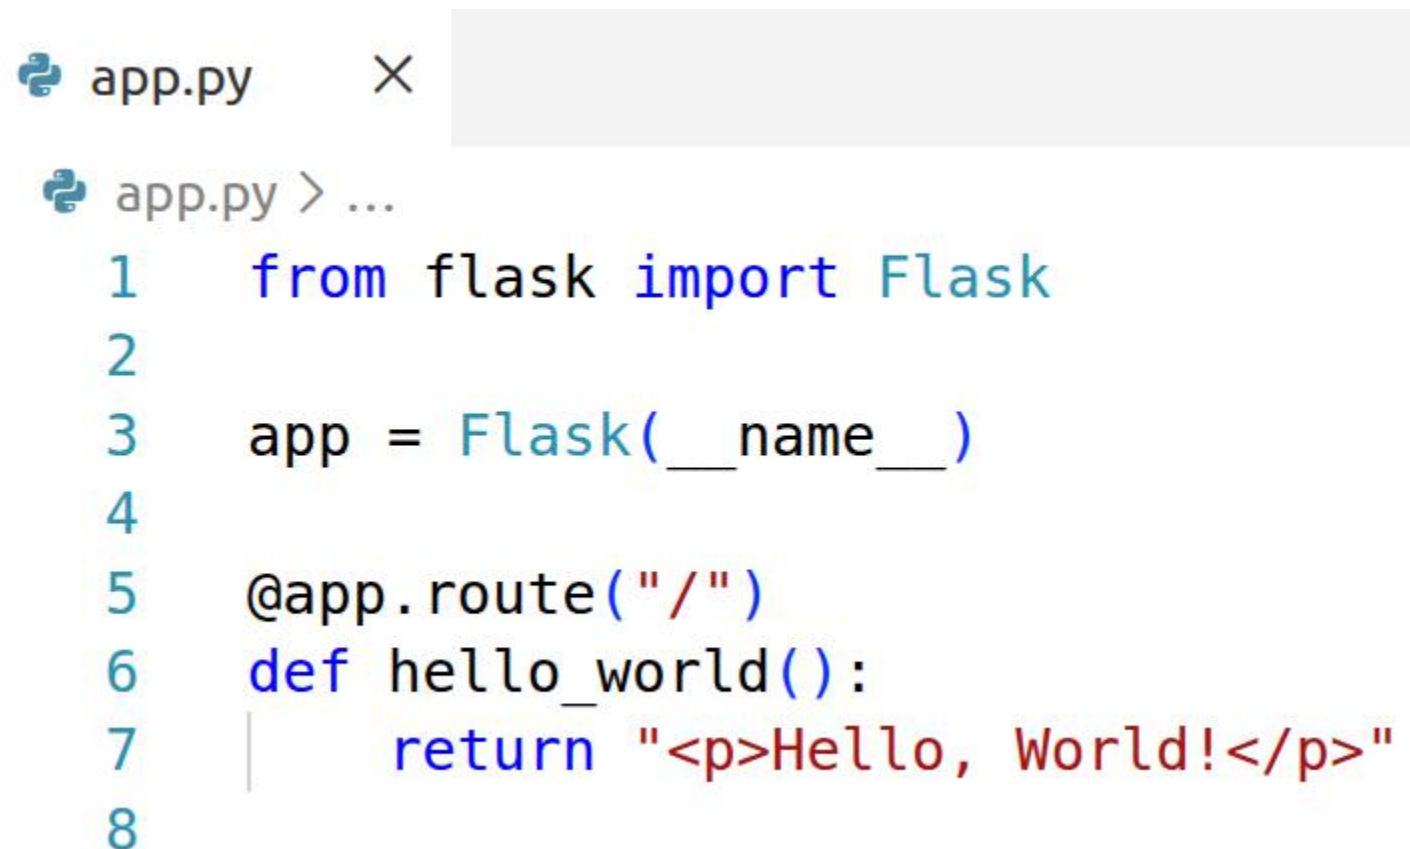 app.py ×
app.py > ...
1 from flask import Flask
2
3 app = Flask(__name__)
4
5 @app.route("/")
6 def hello_world():
7     return "<p>Hello, World!</p>"
8